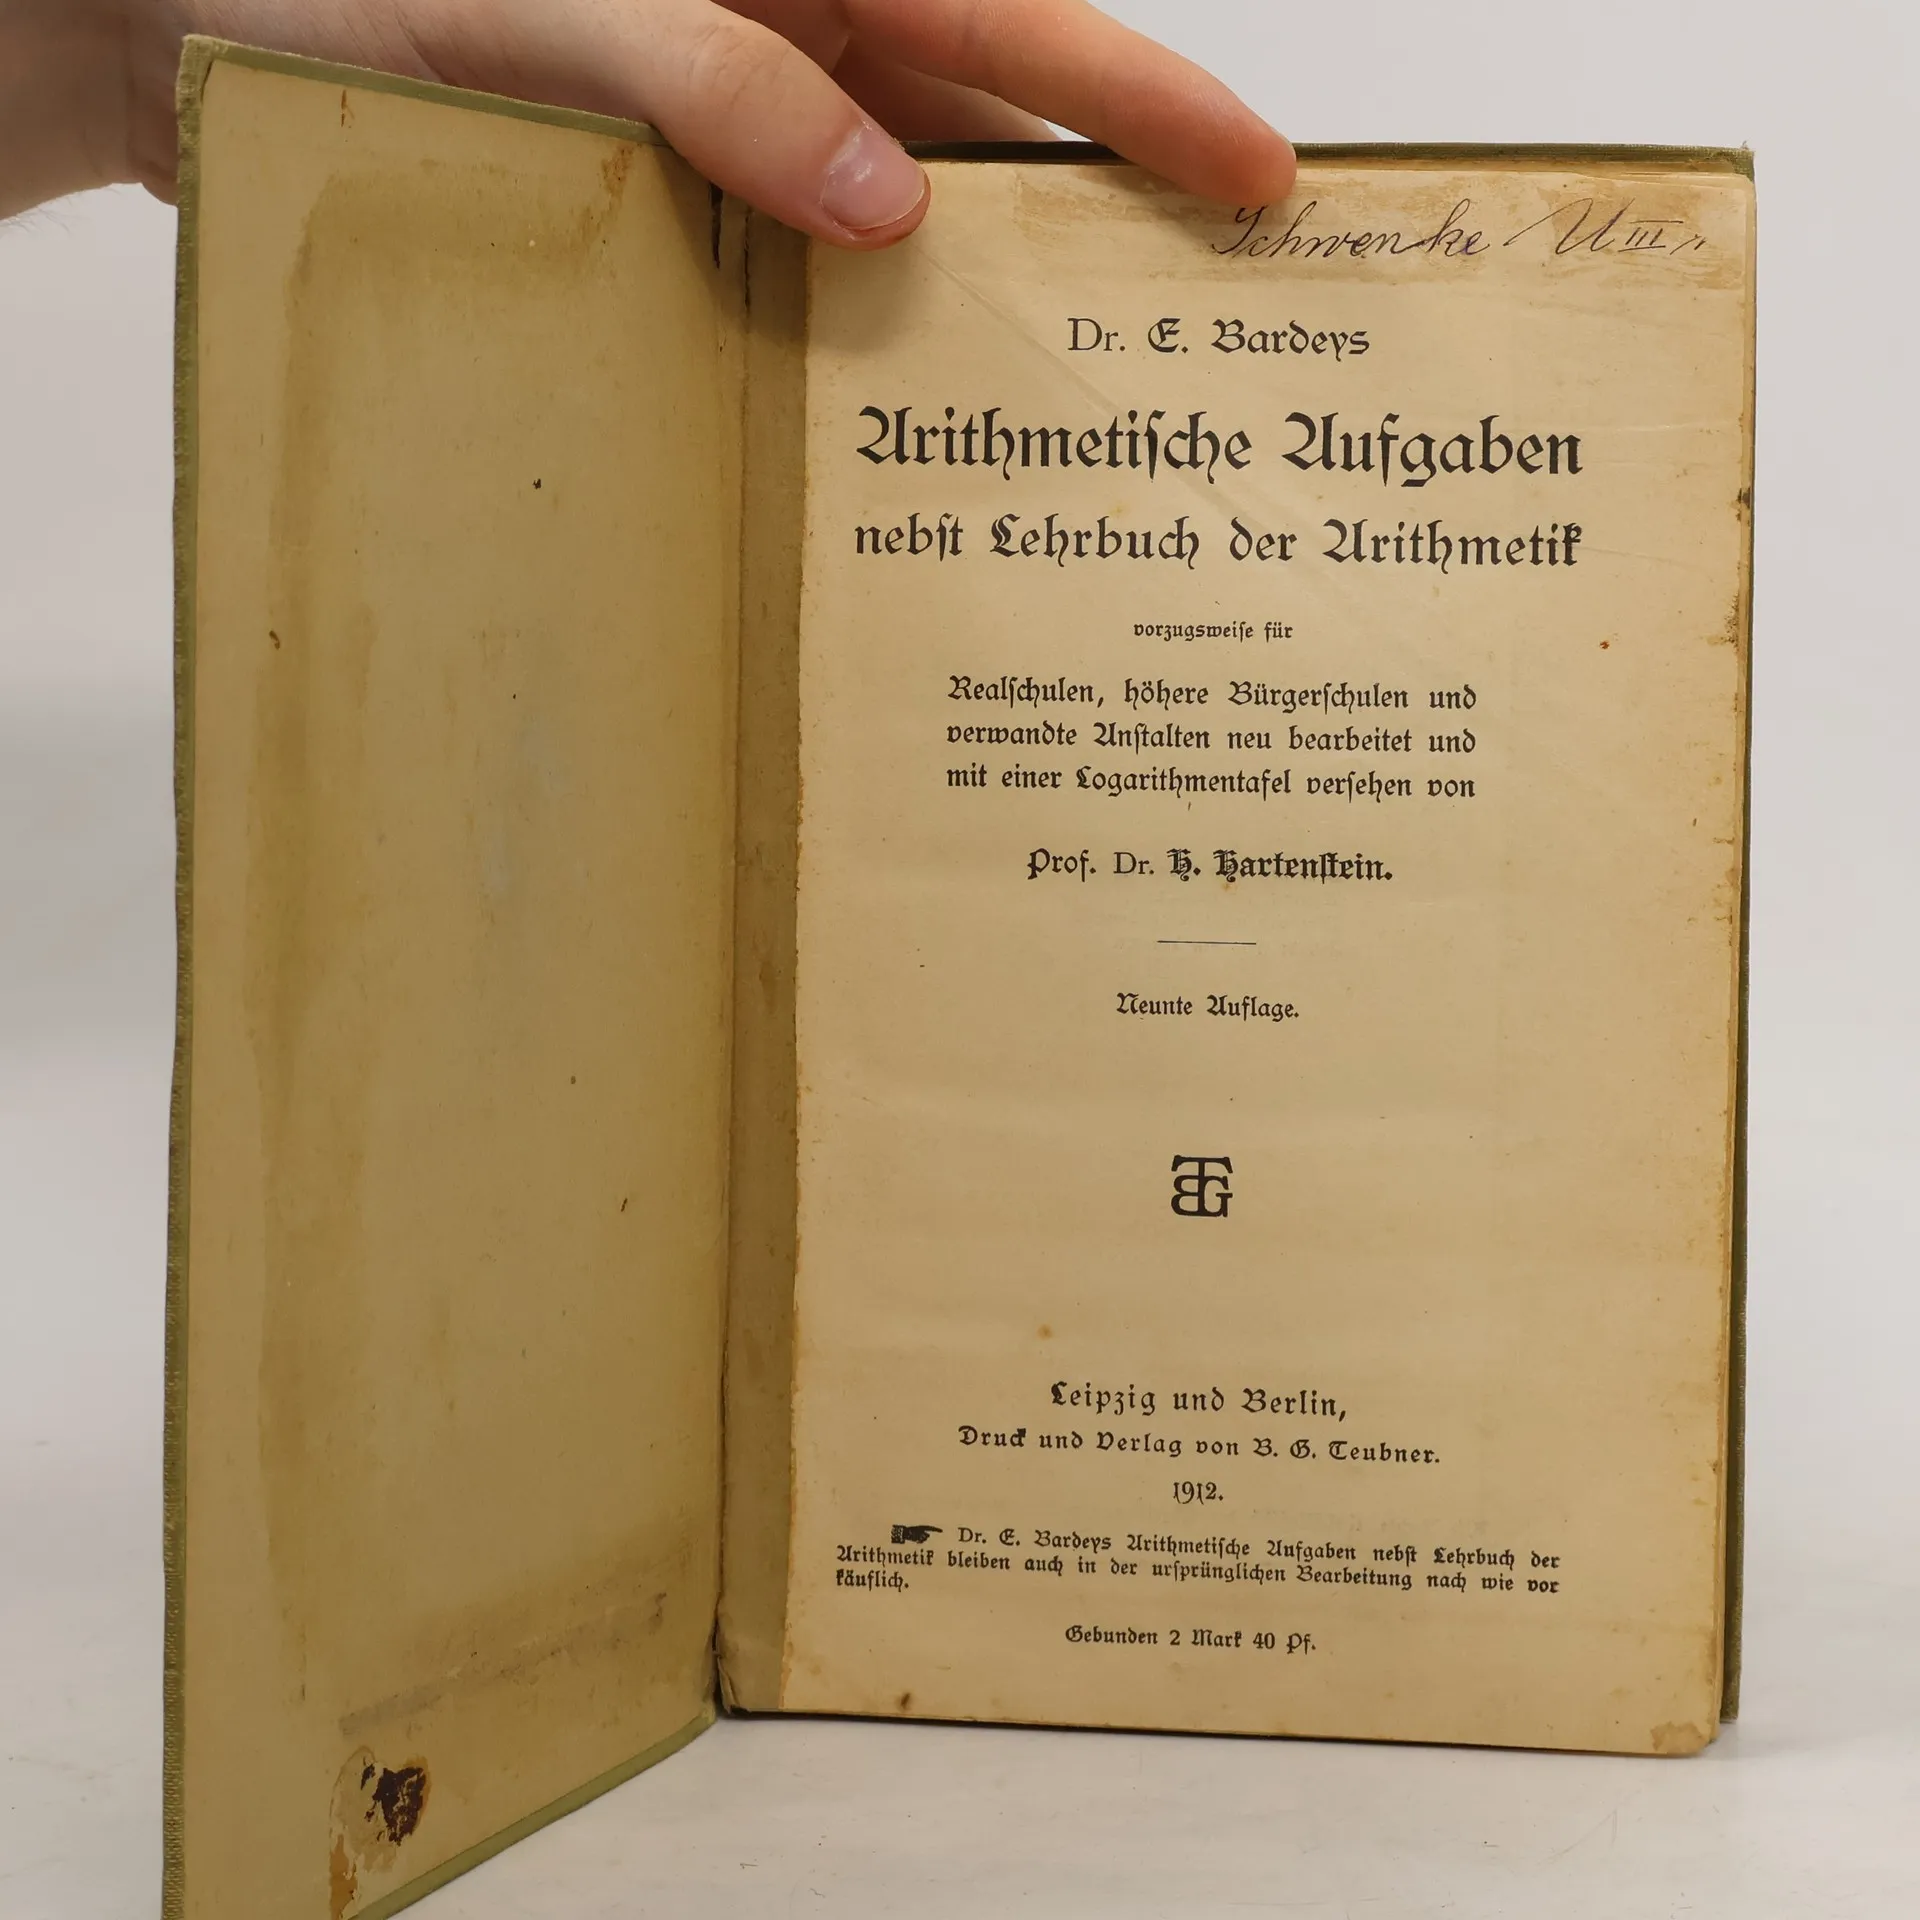 Schwenke U III
Dr. E. Bardeys
Arithmetiſche Aufgaben
nebſt Lehrbuch der Arithmetik
vorzugsweiſe für
Realſchulen, höhere Bürgerſchulen und
verwandte Anſtalten neu bearbeitet und
mit einer Logarithmentafel verſehen von
Prof. Dr. H. Hartenſtein.
Neunte Auflage.
BTG
Leipzig und Berlin,
Druck und Verlag von B. G. Teubner.
1912.
Dr. E. Bardeys Arithmetiſche Aufgaben nebſt Lehrbuch der
Arithmetik bleiben auch in der urſprünglichen Bearbeitung nach wie vor
käuflich.
Gebunden 2 Mark 40 Pf.